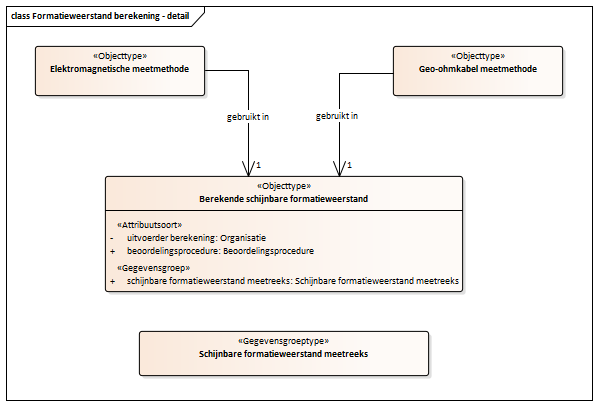 class Formatieweerstand berekening - detail
«Objecttype»
Elektromagnetische meetmethode
«Objecttype»
Geo-ohmkabel meetmethode
gebruikt in
gebruikt in
1
1
«Objecttype»
Berekende schijnbare formatieweerstand
«Attribuutsoort»
- uitvoerder berekening: Organisatie
+ beoordelingsprocedure: Beoordelingsprocedure
«Gegevensgroep»
+ schijnbare formatieweerstand meetreeks: Schijnbare formatieweerstand meetreeks
«Gegevensgroeptype»
Schijnbare formatieweerstand meetreeks